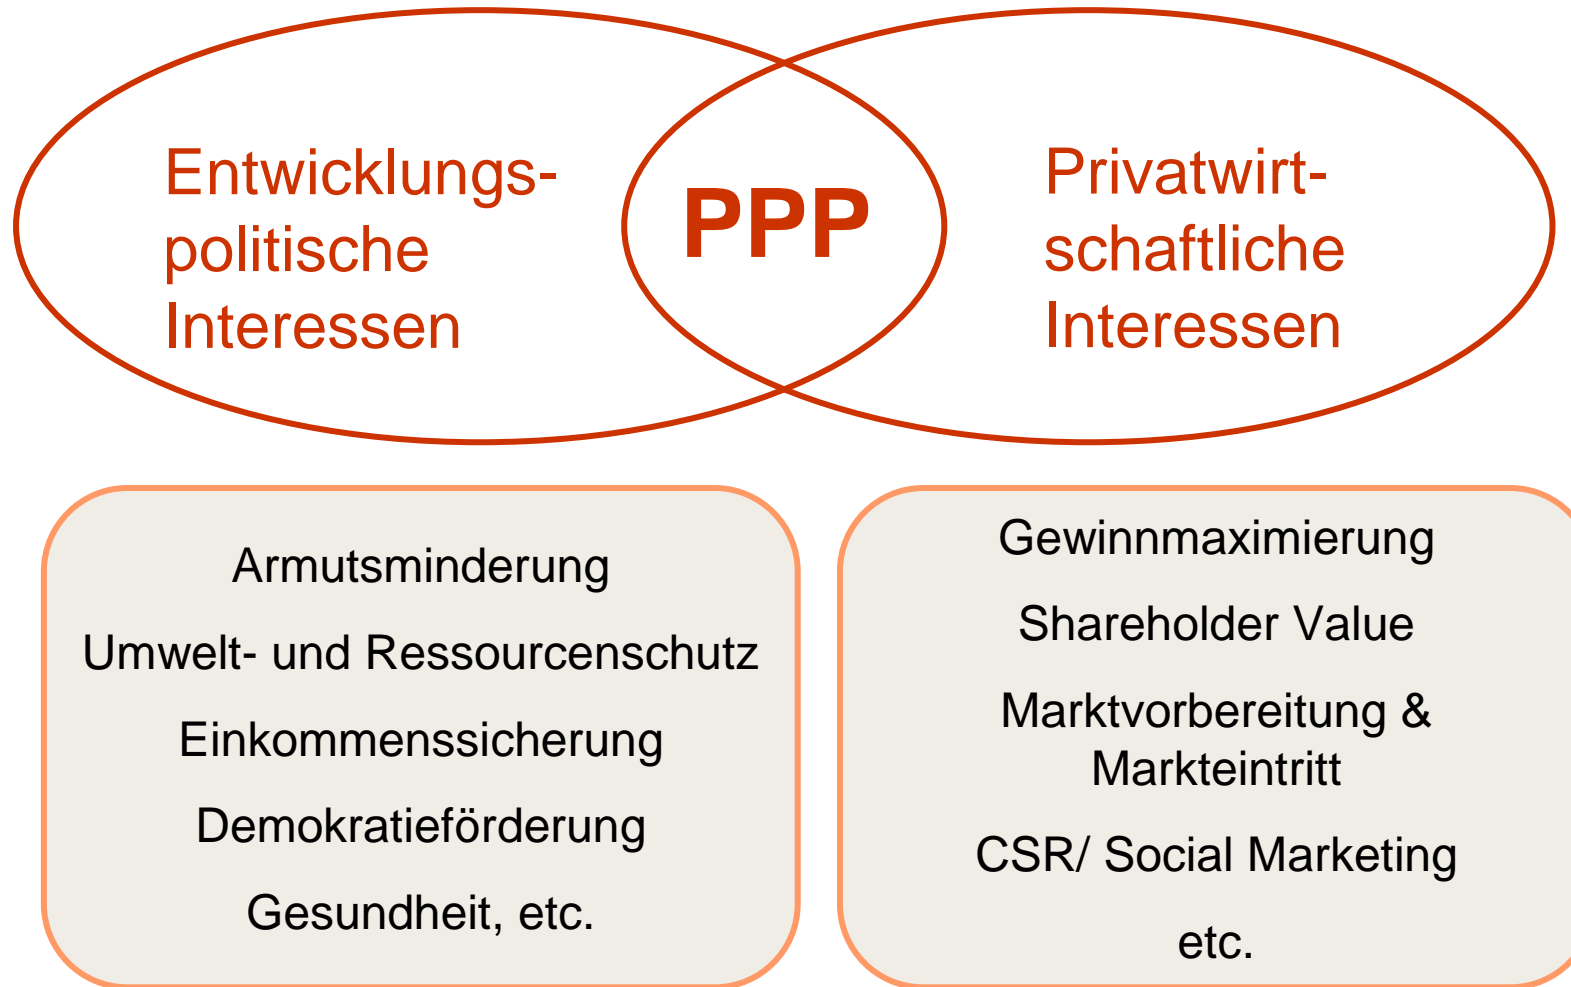 Entwicklungs-
politische
Interessen
PPP
Privatwirt-
schaftliche
Interessen
Armutsminderung
Umwelt- und Ressourcenschutz
Einkommenssicherung
Demokratieförderung
Gesundheit, etc.
Gewinnmaximierung
Shareholder Value
Marktvorbereitung &
Markteintritt
CSR/ Social Marketing
etc.